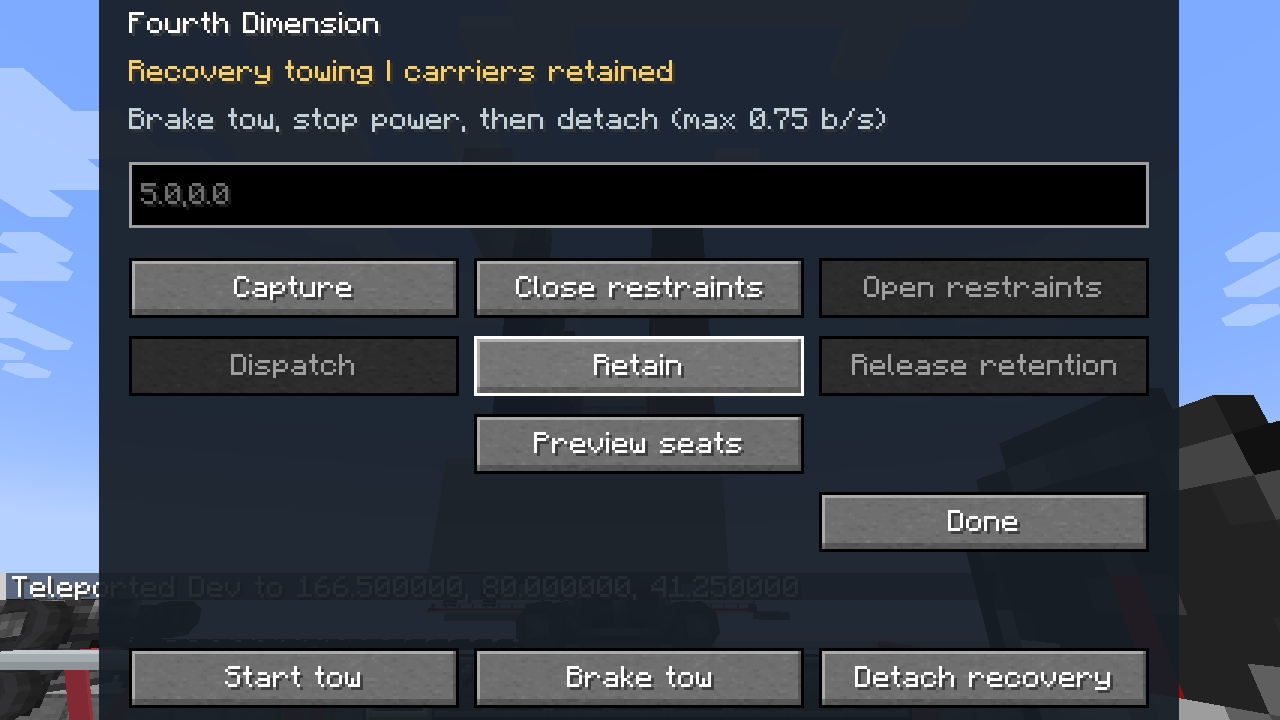 Fourth Dimension
Recovery towing | carriers retained
Brake tow, stop power, then detach (max 0.75 b/s)
5.0,0.0
Capture
Close restraints
Open restraints
Dispatch
Retain
Release retention
Preview seats
Done
Teleported Dev to 166.500000, 80.000000, 41.250000
Start tow
Brake tow
Detach recovery